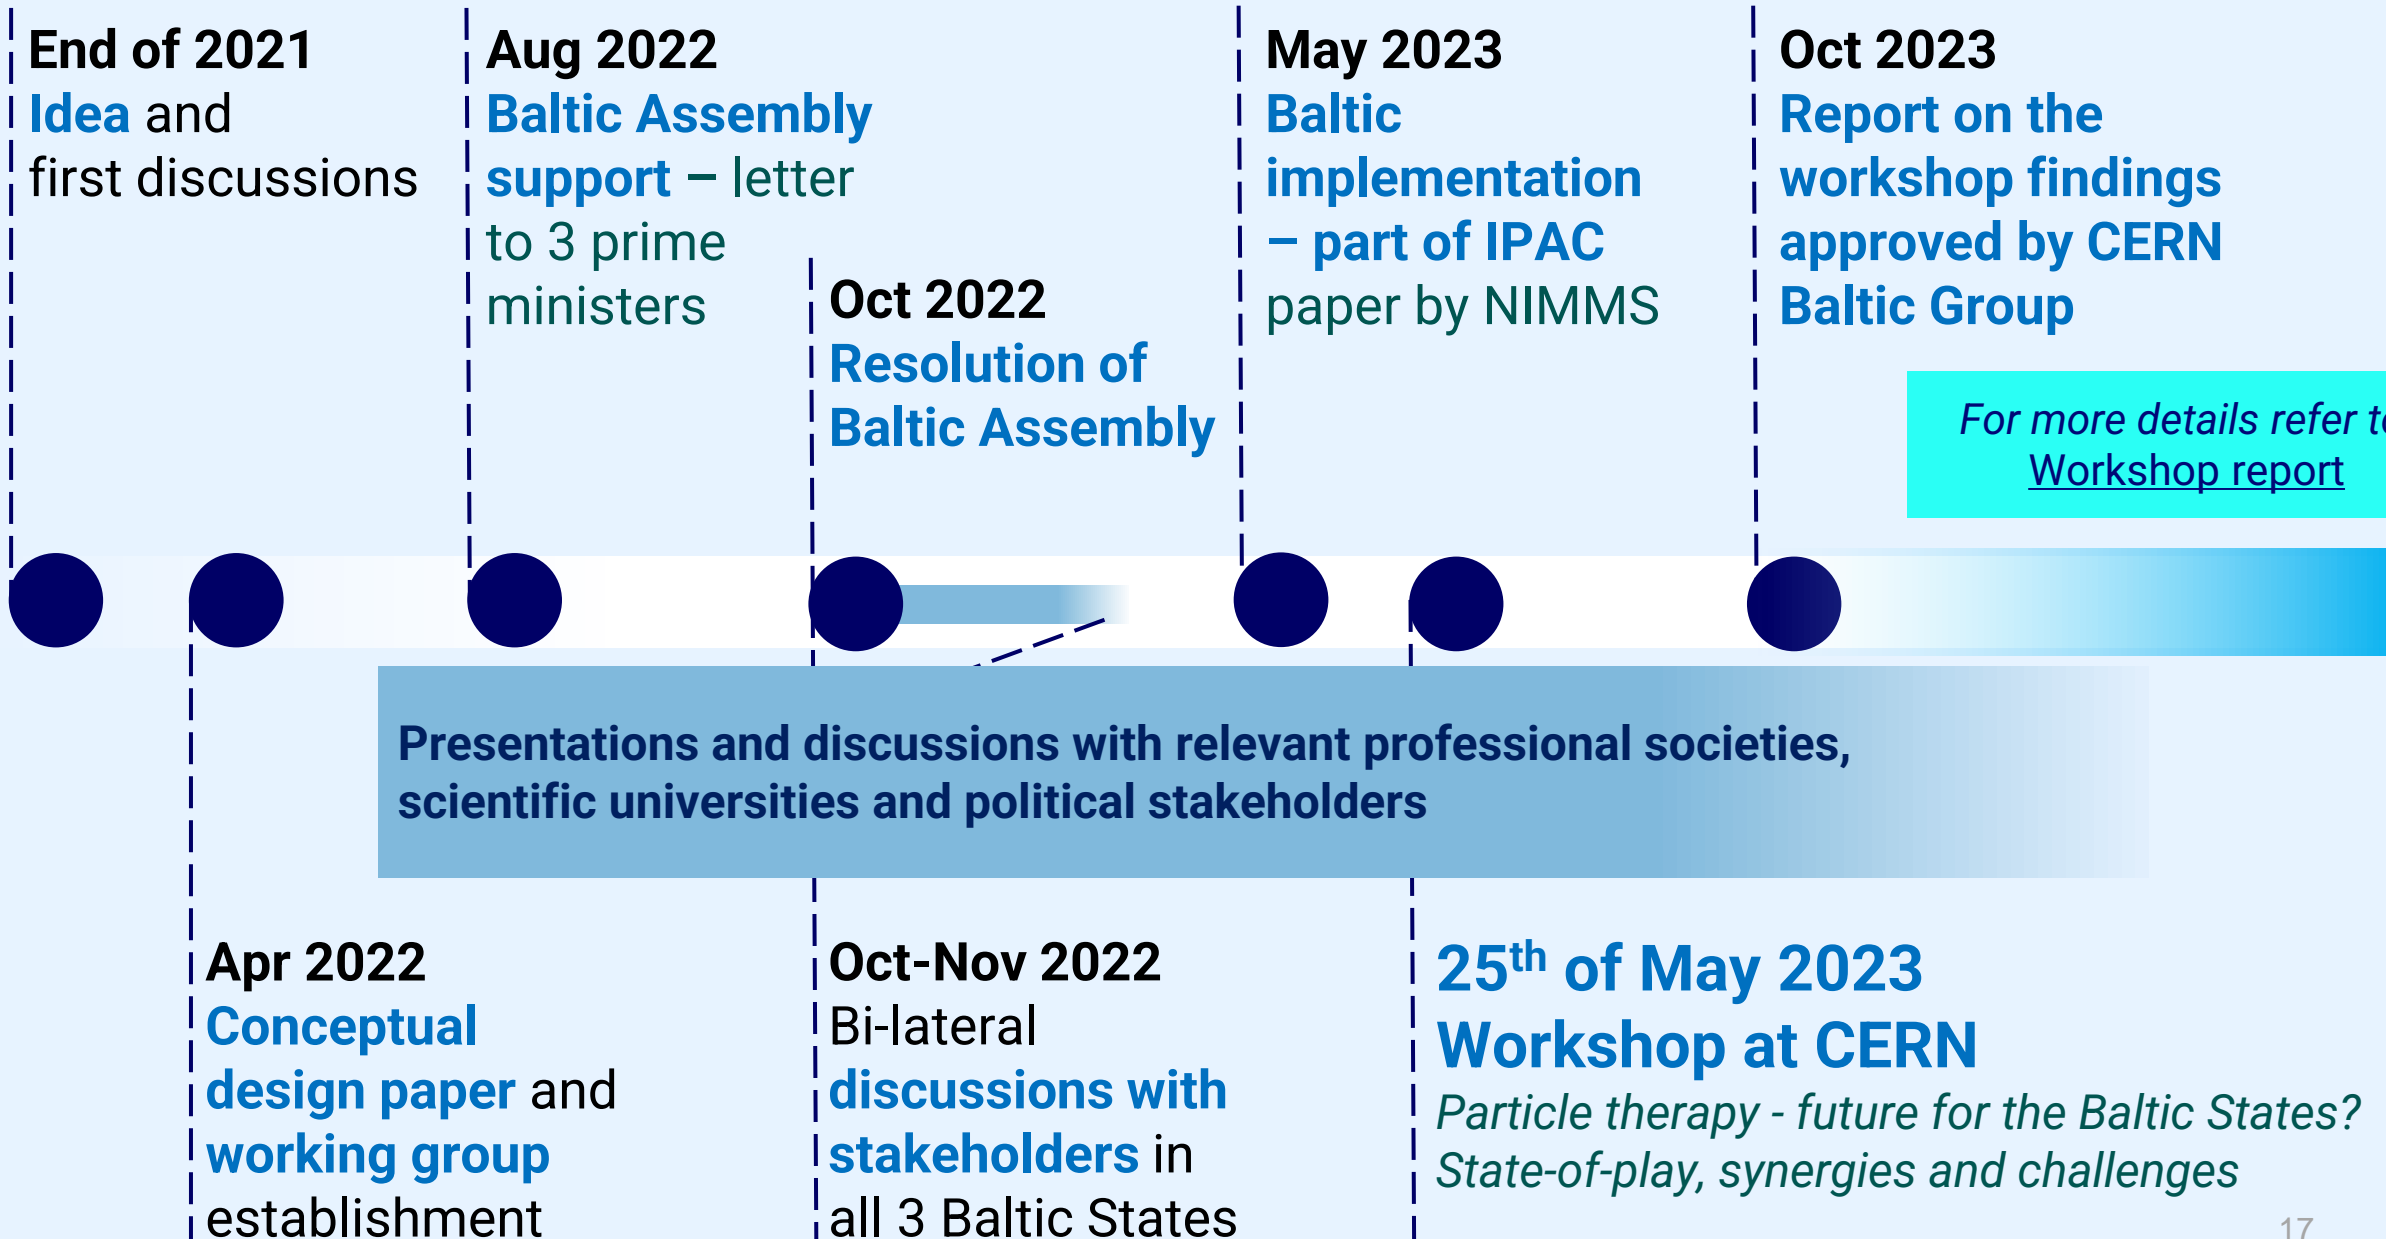 End of 2021
Idea and
first discussions
Aug 2022
Baltic Assembly
support – letter
to 3 prime
ministers
Oct 2022
Resolution of
Baltic Assembly
May 2023
Baltic
implementation
– part of IPAC
paper by NIMMS
Oct 2023
Report on the
workshop findings
approved by CERN
Baltic Group
For more details refer to
Workshop report
Presentations and discussions with relevant professional societies,
scientific universities and political stakeholders
Apr 2022
Conceptual
design paper and
working group
establishment
Oct-Nov 2022
Bi-lateral
discussions with
stakeholders in
all 3 Baltic States
25th of May 2023
Workshop at CERN
Particle therapy - future for the Baltic States?
State-of-play, synergies and challenges
17